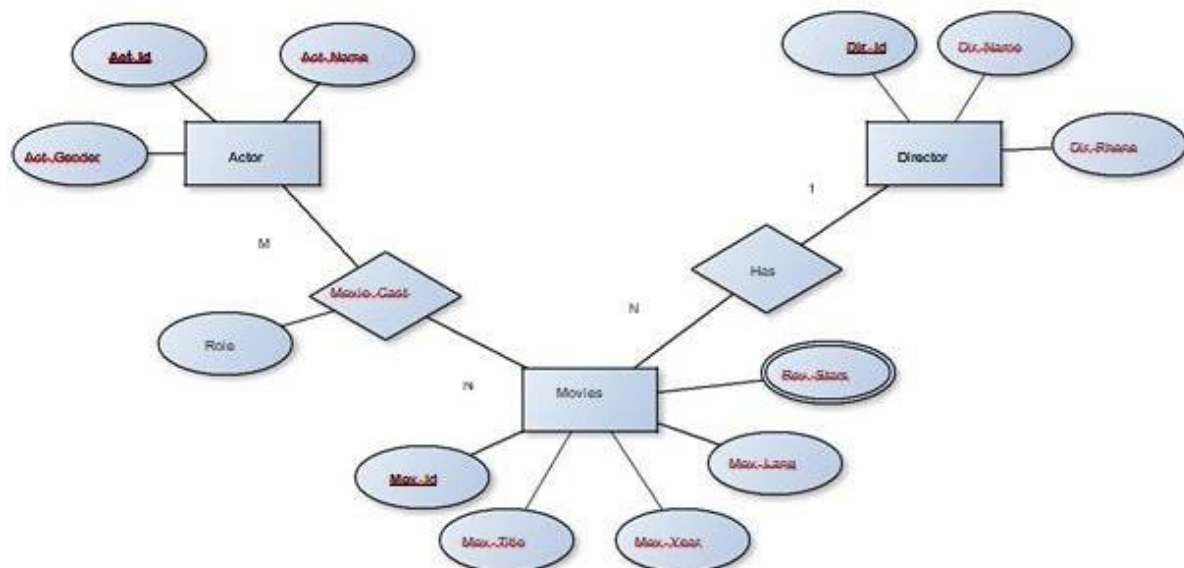 Act_Id
Act_Name
Dir_Id
Dir_Name
Act_Gender
Actor
Director
Dir_Phone
1
M
Has
Movie_Cast
N
Role
Rev_Stars
N
Movies
Mov_Lang
Mov_Id
Mov_Title
Mov_Year